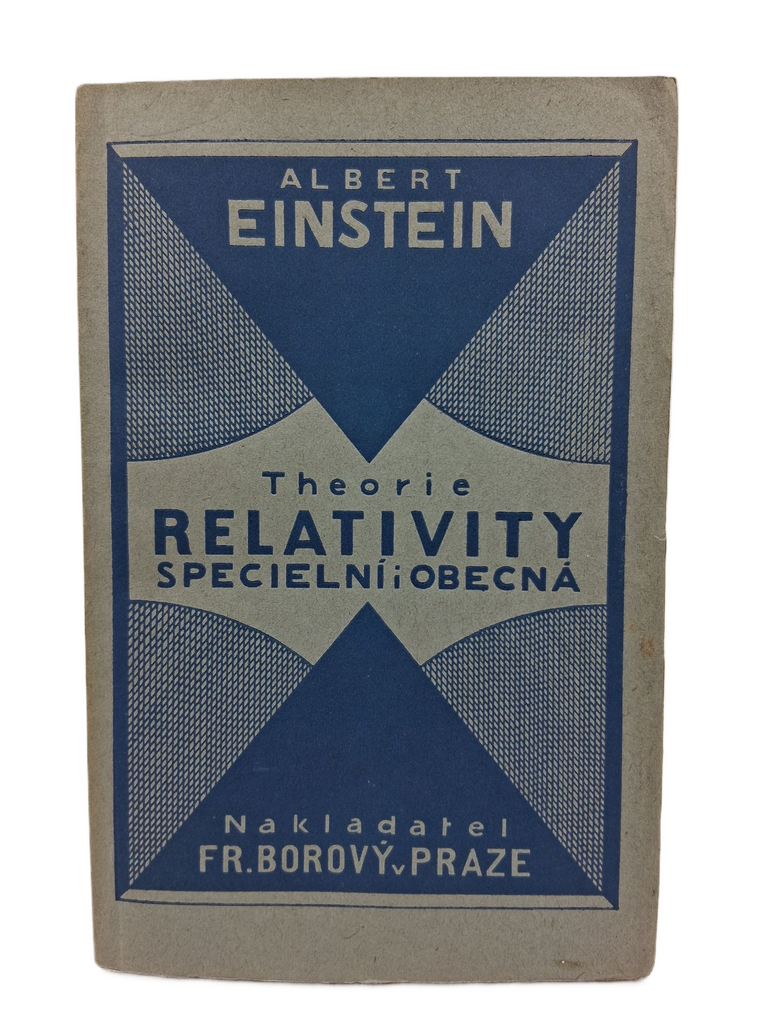 ALBERT
EINSTEIN
Theorie
RELATIVITY
SPECIELNÍ i OBECNÁ
Nakladatel
FR. BOROVÝ v PRAZE